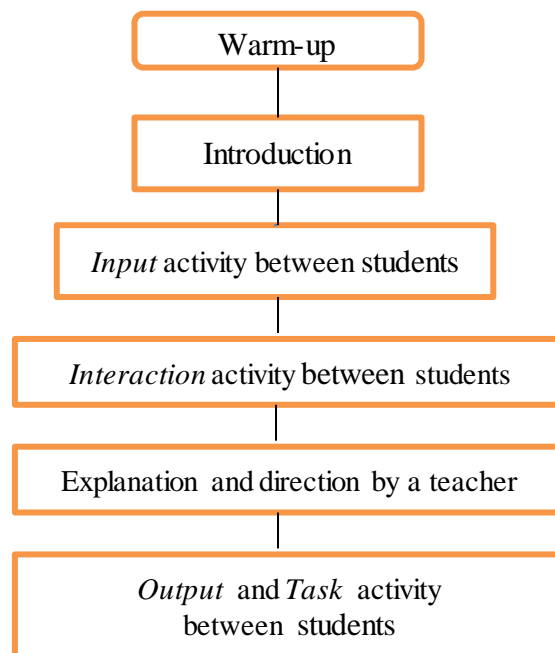 Warm-up
Introduction
Input activity between students
Interaction activity between students
Explanation and direction by a teacher
Output and Task activity
between students